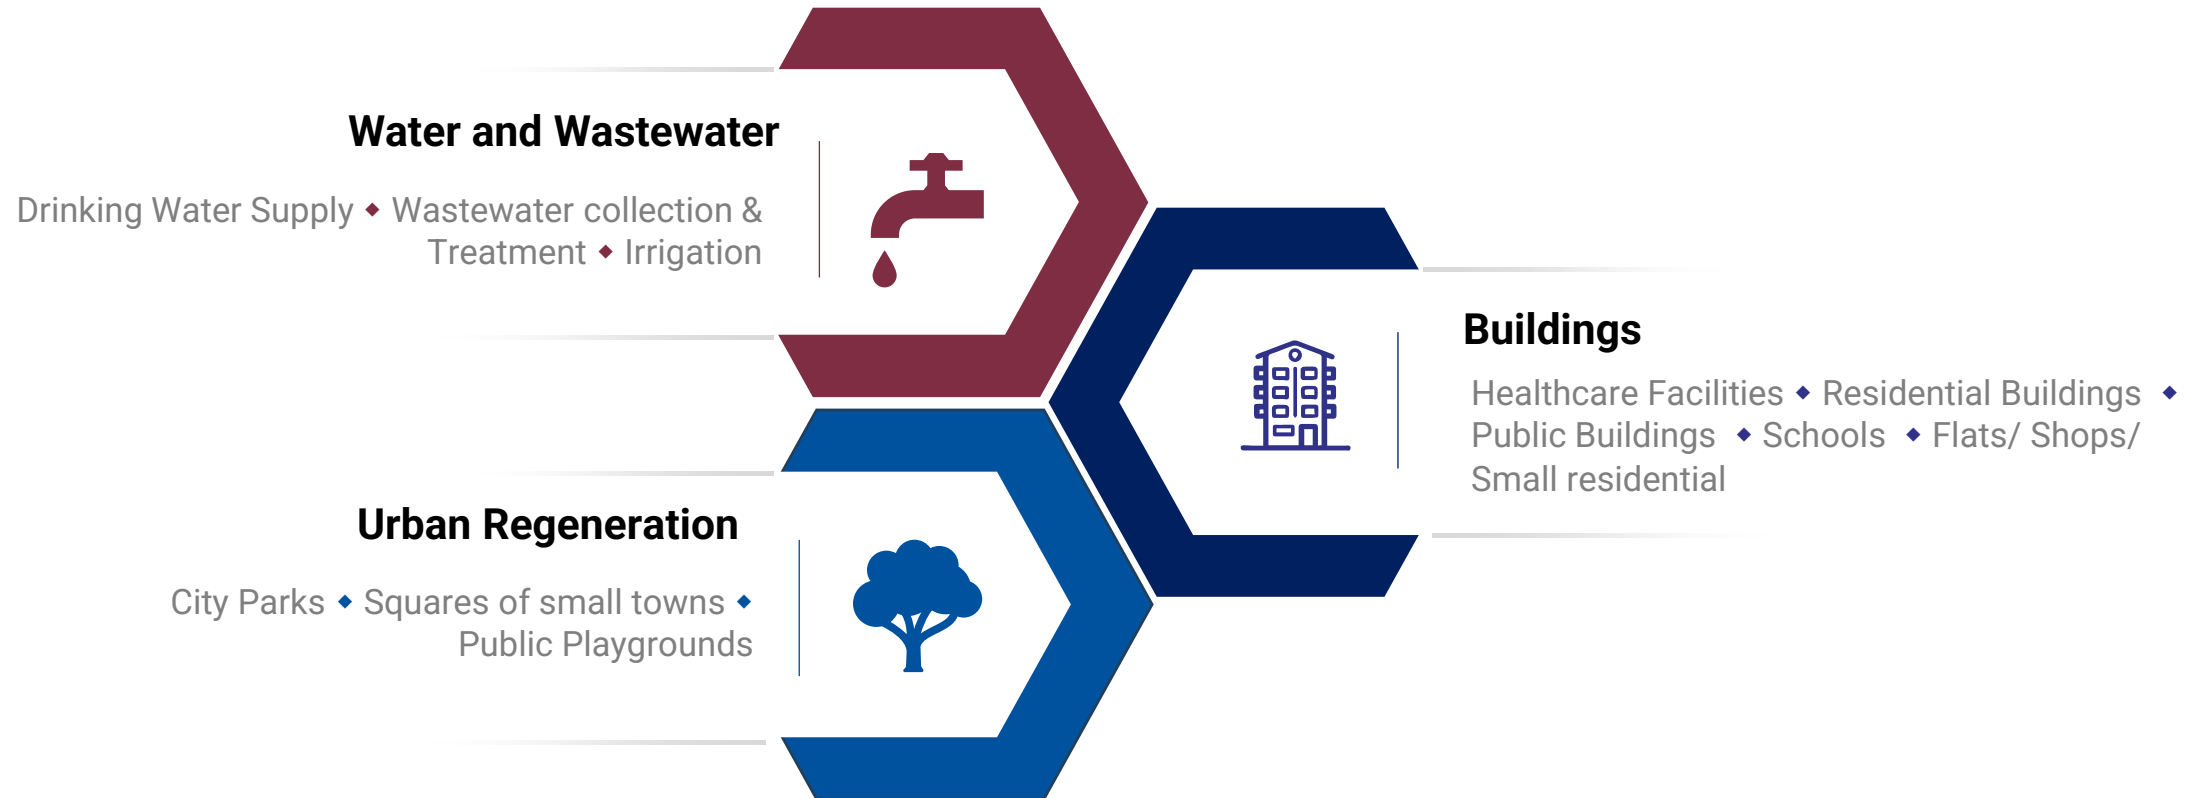 Water and Wastewater
Drinking Water Supply ◆ Wastewater collection &
Treatment ◆ Irrigation
Buildings
Healthcare Facilities ◆ Residential Buildings ◆
Public Buildings ◆ Schools ◆ Flats/ Shops/
Small residential
Urban Regeneration
City Parks ◆ Squares of small towns ◆
Public Playgrounds